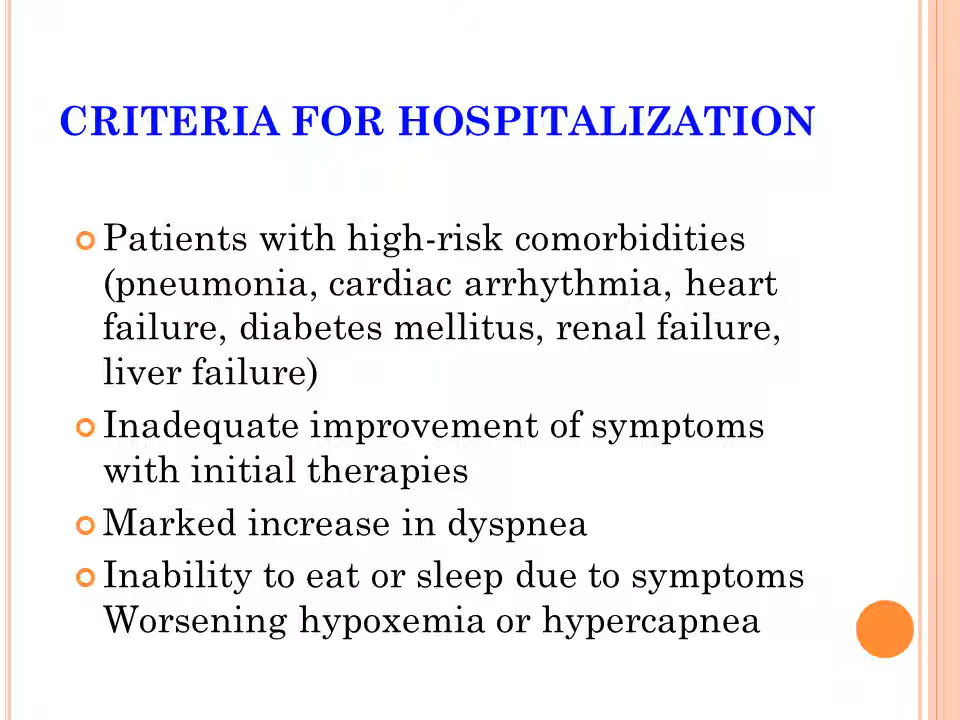 CRITERIA FOR HOSPITALIZATION
Patients with high-risk comorbidities
(pneumonia, cardiac arrhythmia, heart
failure, diabetes mellitus, renal failure,
liver failure)
Inadequate improvement of symptoms
with initial therapies
Marked increase in dyspnea
Inability to eat or sleep due to symptoms
Worsening hypoxemia or hypercapnea